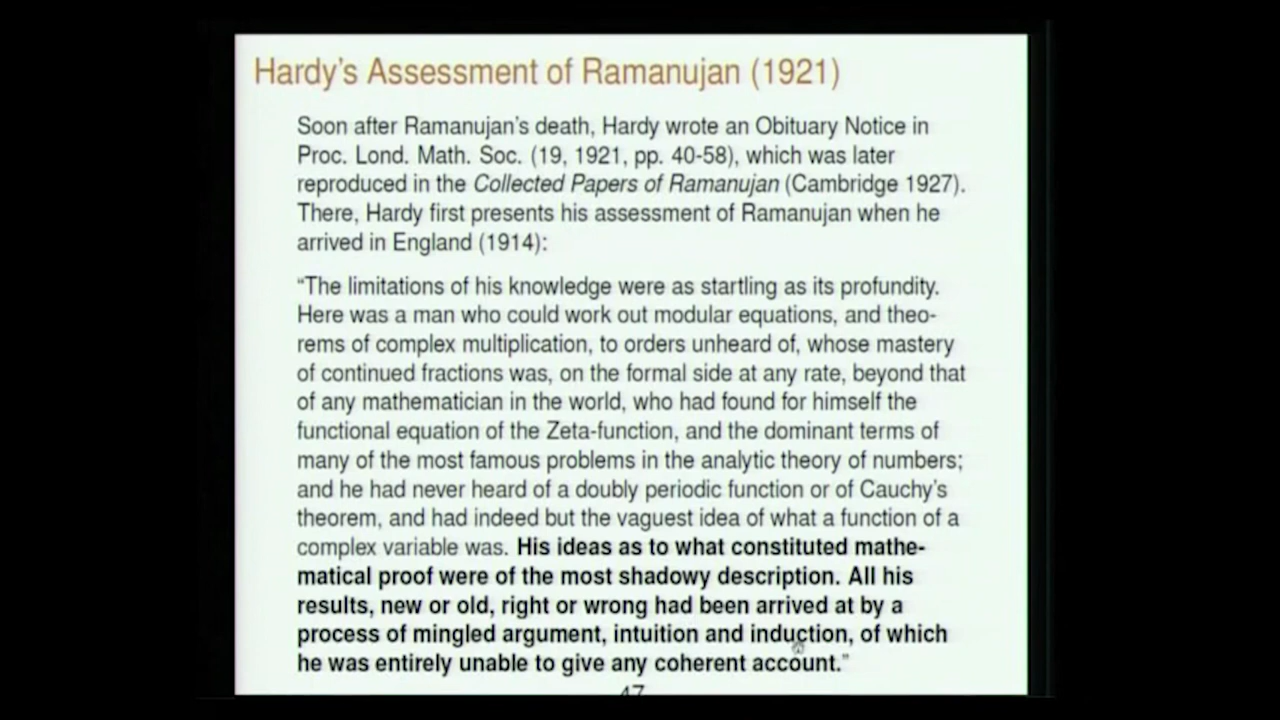 Hardy's Assessment of Ramanujan (1921)
Soon after Ramanujan's death, Hardy wrote an Obituary Notice in
Proc. Lond. Math. Soc. (19, 1921, pp. 40-58), which was later
reproduced in the Collected Papers of Ramanujan (Cambridge 1927).
There, Hardy first presents his assessment of Ramanujan when he
arrived in England (1914):
“The limitations of his knowledge were as startling as its profundity.
Here was a man who could work out modular equations, and theo-
rems of complex multiplication, to orders unheard of, whose mastery
of continued fractions was, on the formal side at any rate, beyond that
of any mathematician in the world, who had found for himself the
functional equation of the Zeta-function, and the dominant terms of
many of the most famous problems in the analytic theory of numbers;
and he had never heard of a doubly periodic function or of Cauchy's
theorem, and had indeed but the vaguest idea of what a function of a
complex variable was. His ideas as to what constituted mathe-
matical proof were of the most shadowy description. All his
results, new or old, right or wrong had been arrived at by a
process of mingled argument, intuition and induction, of which
he was entirely unable to give any coherent account.”
47